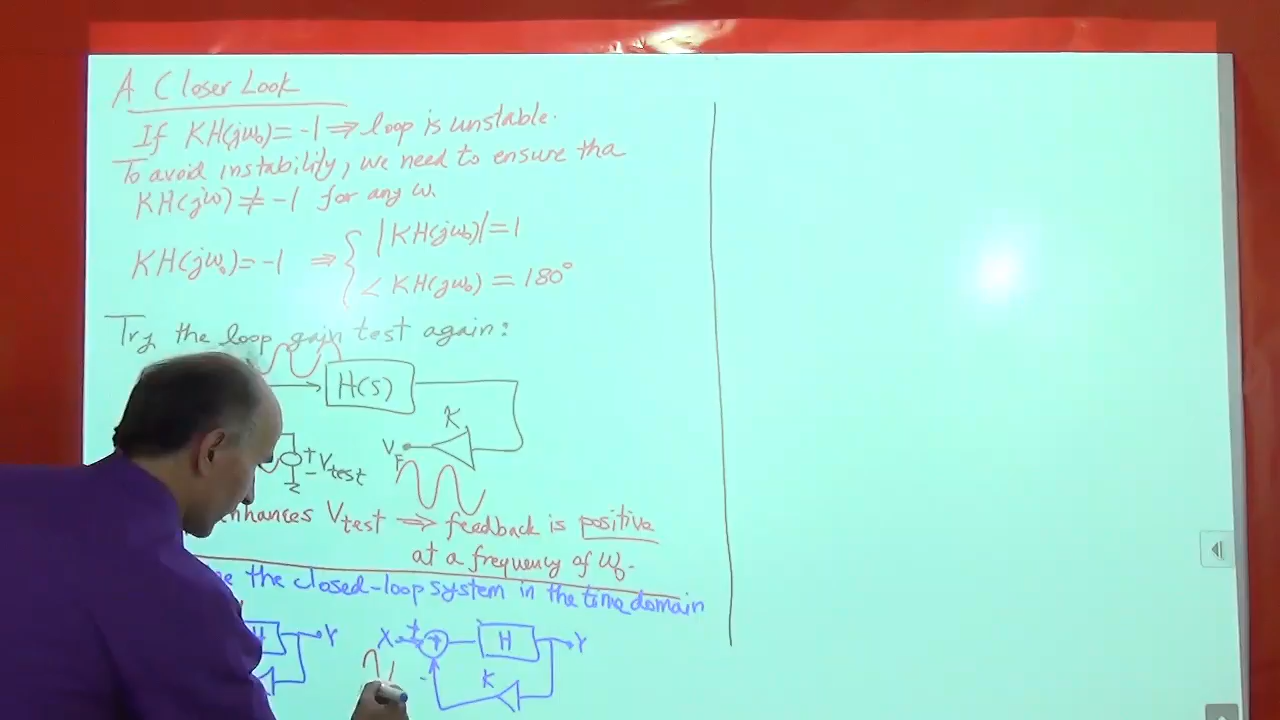 A Closer Look
If KH(jω₀) = -1 ⇒ loop is unstable.
To avoid instability, we need to ensure tha
KH(jω) ≠ -1 for any ω.
KH(jω₀) = -1 ⇒ { |KH(jω₀)| = 1
∠ KH(jω₀) = 180°
Try the loop gain test again:
H(s)
K
V_F
+ - Vtest
enhances Vtest ⇒ feedback is positive
at a frequency of ω₀.
the closed-loop system in the time domain
H Y
X + + H Y
- K